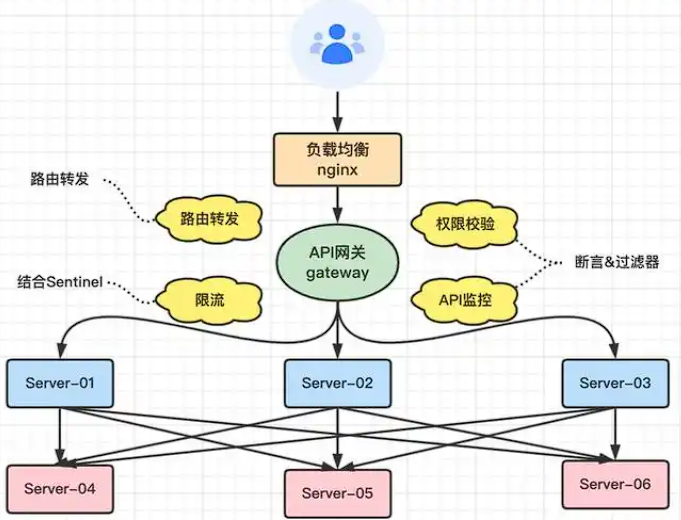 负载均衡
nginx
路由转发
路由转发
权限校验
API网关
gateway
断言&过滤器
结合Sentinel
限流
API监控
Server-01
Server-02
Server-03
Server-04
Server-05
Server-06